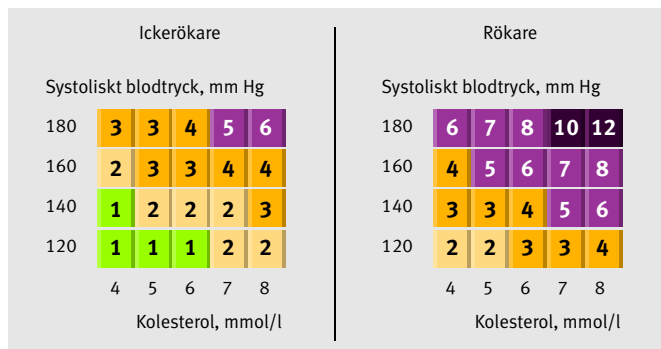 Ickerökare
Systoliskt blodtryck, mm Hg
180 3 3 4 5 6
160 2 3 3 4 4
140 1 2 2 2 3
120 1 1 1 2 2
4 5 6 7 8
Kolesterol, mmol/l
Rökare
Systoliskt blodtryck, mm Hg
180 6 7 8 10 12
160 4 5 6 7 8
140 3 3 4 5 6
120 2 2 3 3 4
4 5 6 7 8
Kolesterol, mmol/l